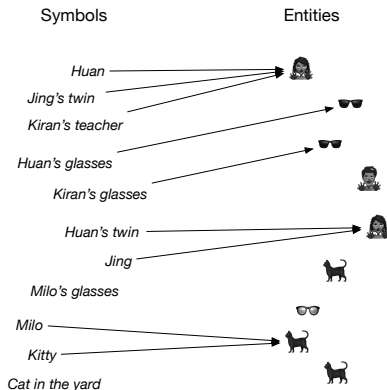 Symbols Entities
Huan
Jing's twin
Kiran's teacher
Huan's glasses
Kiran's glasses
Huan's twin
Jing
Milo's glasses
Milo
Kitty
Cat in the yard